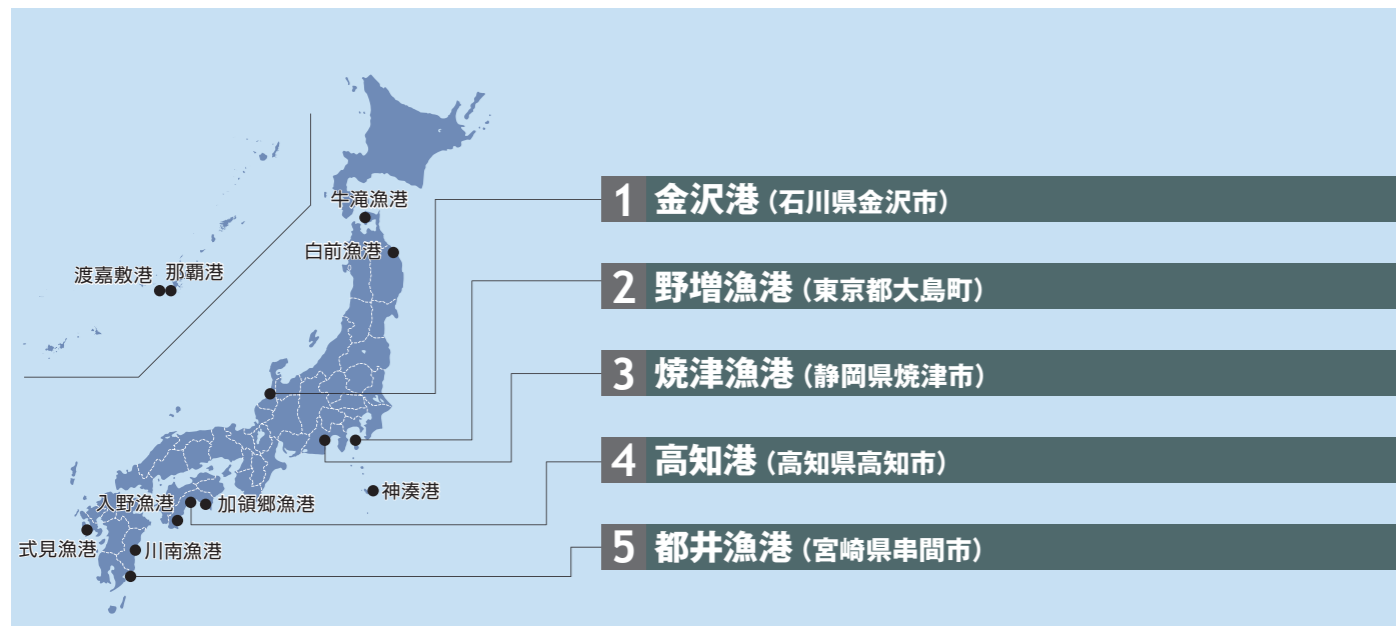 牛滝漁港
白前漁港
渡嘉敷港
那覇港
神湊港
入野漁港
加領郷漁港
式見漁港
川南漁港
1 金沢港（石川県金沢市）
2 野増漁港（東京都大島町）
3 焼津漁港（静岡県焼津市）
4 高知港（高知県高知市）
5 都井漁港（宮崎県串間市）